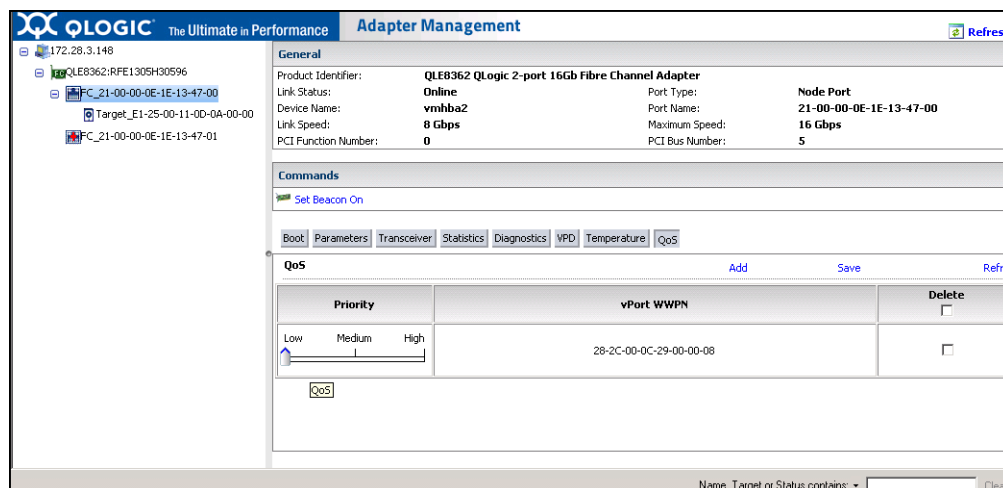 QLOGIC The Ultimate in Performance Adapter Management
Refres
172.28.3.148
QLE8362:RFE1305H30596
FC_21-00-00-0E-1E-13-47-00
Target_E1-25-00-11-0D-0A-00-00
FC_21-00-00-0E-1E-13-47-01
General
Product Identifier: QLE8362 QLogic 2-port 16Gb Fibre Channel Adapter
Link Status: Online Port Type: Node Port
Device Name: vmhba2 Port Name: 21-00-00-0E-1E-13-47-00
Link Speed: 8 Gbps Maximum Speed: 16 Gbps
PCI Function Number: 0 PCI Bus Number: 5
Commands
Set Beacon On
Boot Parameters Transceiver Statistics Diagnostics VPD Temperature QoS
QoS Add Save Refr
Priority vPort WWPN Delete
Low Medium High
28-2C-00-0C-29-00-00-08
QoS
Name, Target or Status contains: Clea